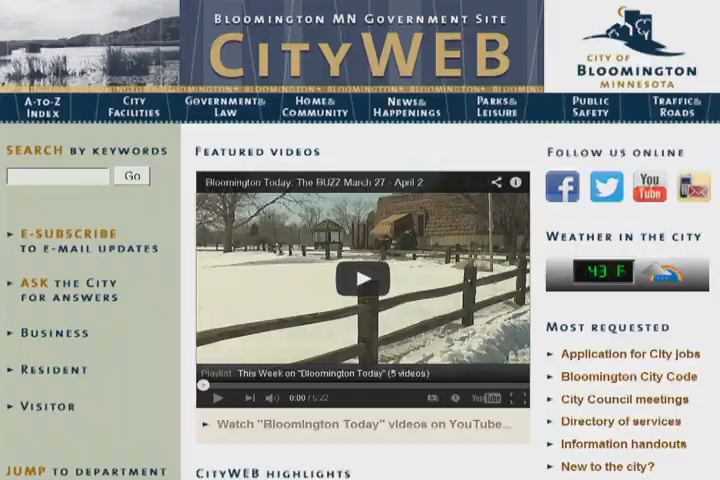 BLOOMINGTON MN GOVERNMENT SITE
CITYWEB
CITY OF
BLOOMINGTON
MINNESOTA
A-TO-Z INDEX
CITY FACILITIES
GOVERNMENT& LAW
HOME& COMMUNITY
NEWS& HAPPENINGS
PARKS& LEISURE
PUBLIC SAFETY
TRAFFIC& ROADS
SEARCH BY KEYWORDS
Go
E-SUBSCRIBE
TO E-MAIL UPDATES
ASK THE CITY
FOR ANSWERS
BUSINESS
RESIDENT
VISITOR
JUMP TO DEPARTMENT
FEATURED VIDEOS
Bloomington Today: The BUZZ March 27 - April 2
Playlist This Week on "Bloomington Today" (5 videos)
0:00 / 5:22
YouTube
Watch "Bloomington Today" videos on YouTube...
CITYWEB HIGHLIGHTS
FOLLOW US ONLINE
You
Tube
WEATHER IN THE CITY
43 F
MOST REQUESTED
Application for City jobs
Bloomington City Code
City Council meetings
Directory of services
Information handouts
New to the city?